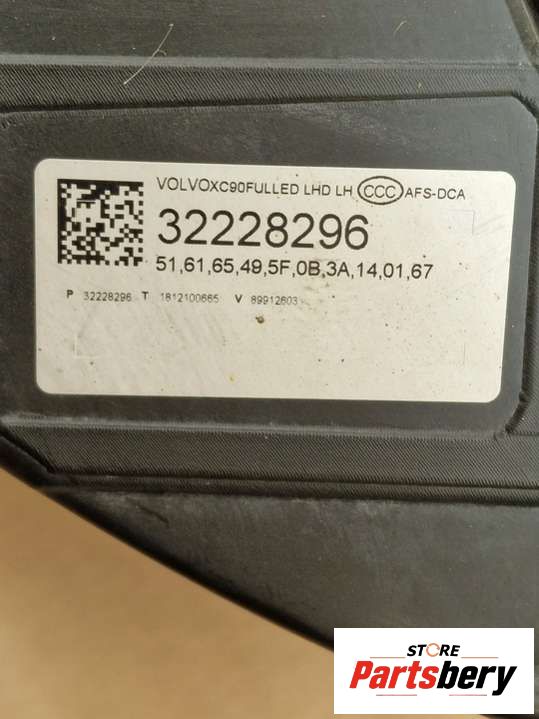 VOLVOXC90FULLED LHD LH CCC AFS-DCA
32228296
51,61,65,49,5F,0B,3A,14,01,67
P 32228296 T 1812100665 V 89912603
STORE
Partsbery